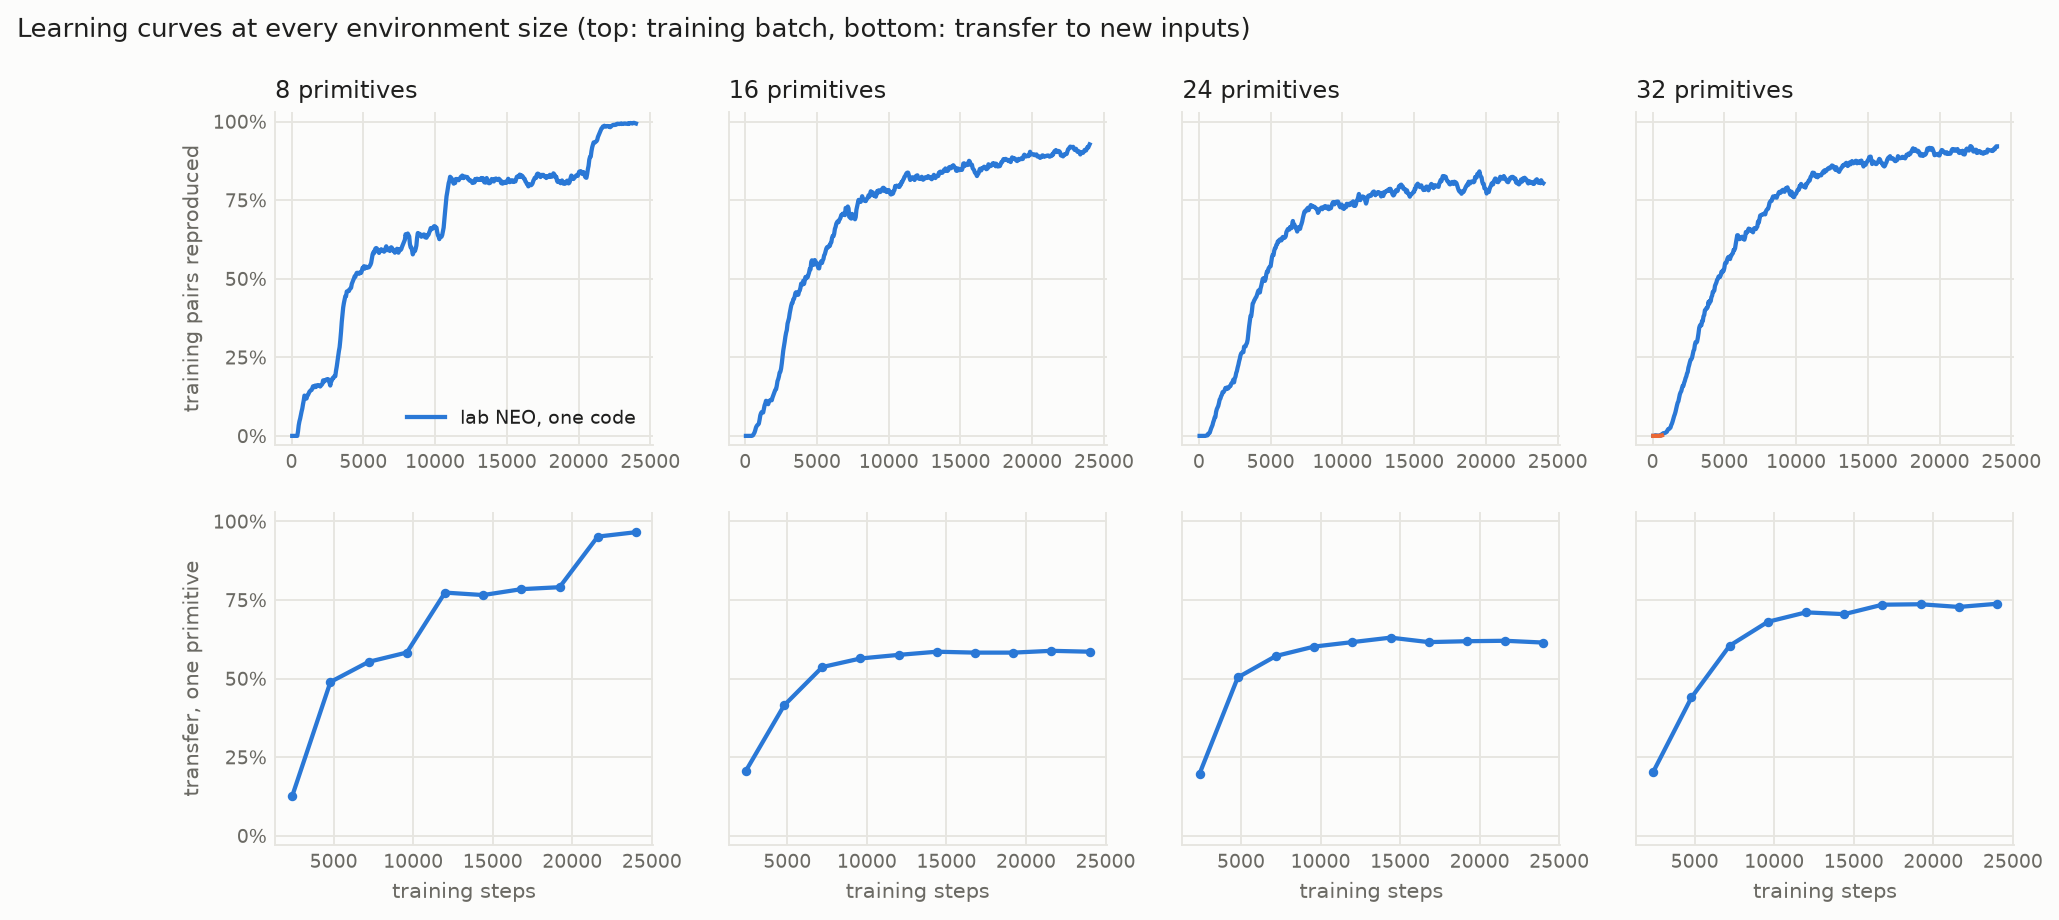 Learning curves at every environment size (top: training batch, bottom: transfer to new inputs)
8 primitives
16 primitives
24 primitives
32 primitives
training pairs reproduced
100%
75%
50%
25%
0%
lab NEO, one code
0 5000 10000 15000 20000 25000
0 5000 10000 15000 20000 25000
0 5000 10000 15000 20000 25000
0 5000 10000 15000 20000 25000
transfer, one primitive
100%
75%
50%
25%
0%
5000 10000 15000 20000 25000
5000 10000 15000 20000 25000
5000 10000 15000 20000 25000
5000 10000 15000 20000 25000
training steps
training steps
training steps
training steps